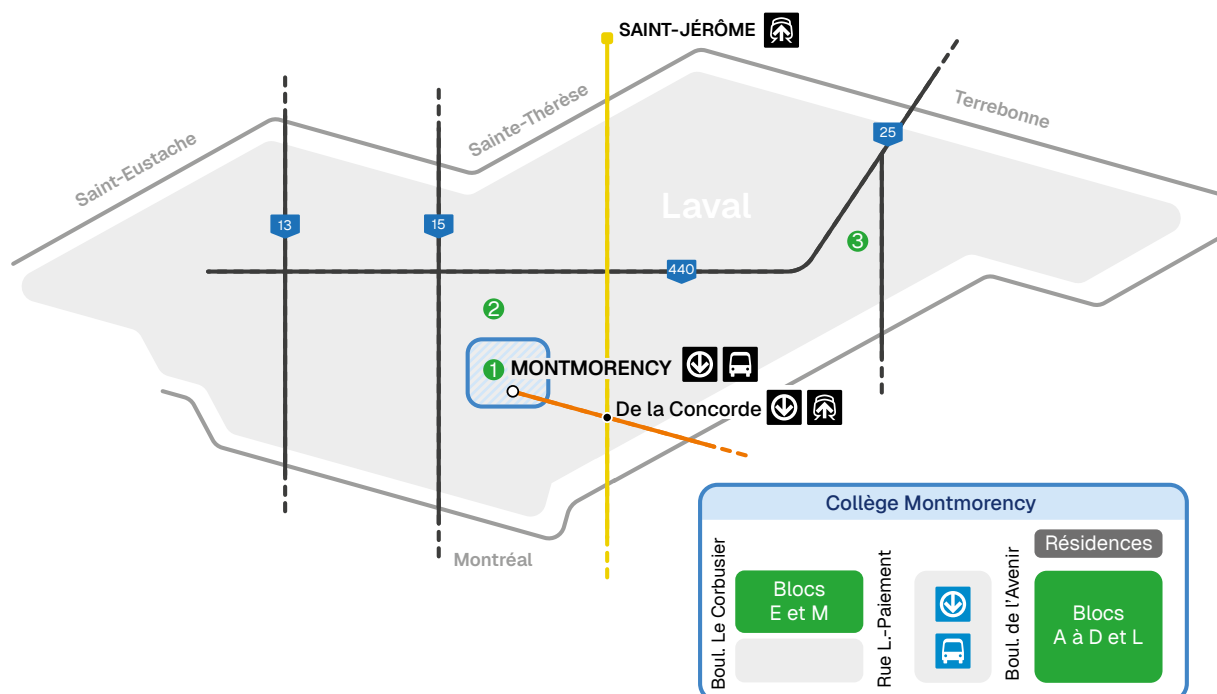 SAINT-JÉRÔME
Sainte-Thérèse
Terrebonne
Saint-Eustache
25
Laval
13
15
3
440
2
1 MONTMORENCY
De la Concorde
Montréal
Collège Montmorency
Boul. Le Corbusier
Blocs
E et M
Rue L.-Paiement
Boul. de l'Avenir
Résidences
Blocs
A à D et L